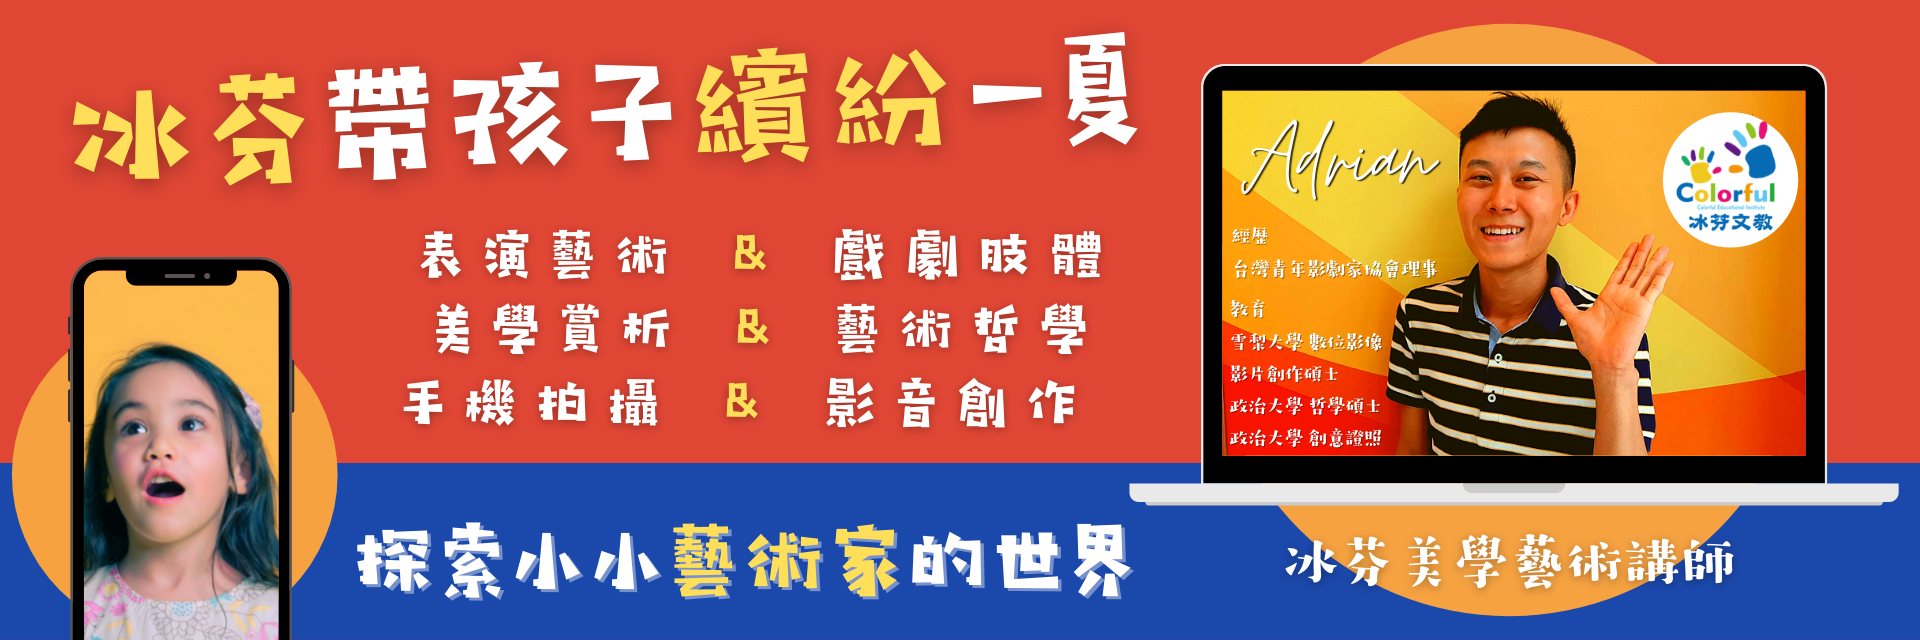 冰芬帶孩子繽紛一夏
表演藝術 & 戲劇肢體
美學賞析 & 藝術哲學
手機拍攝 & 影音創作
探索小小藝術家的世界
Adrian
經歷
台灣青年影劇家協會理事
教育
雪梨大學 數位影像
影片創作碩士
政治大學 哲學碩士
政治大學 創意證照
Colorful
Colorful Educational Institute
冰芬文教
冰芬美學藝術講師